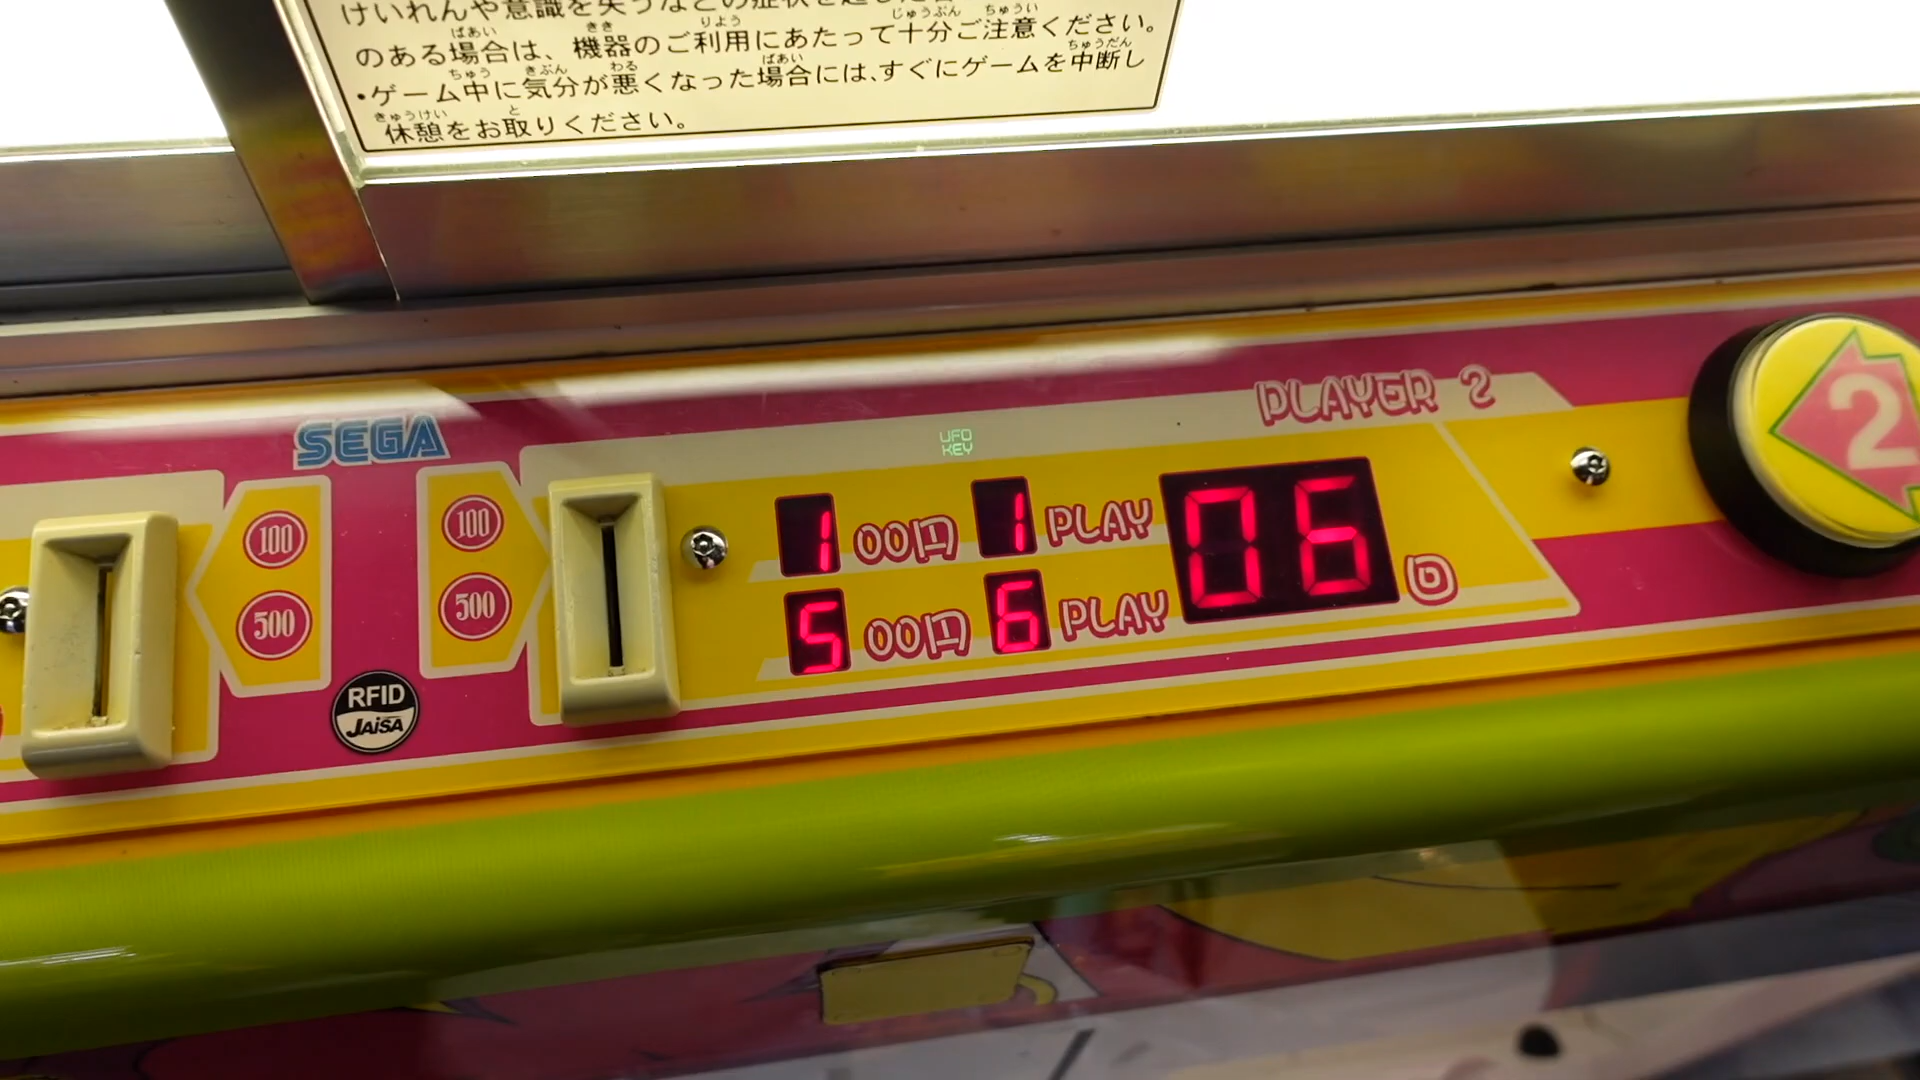 けいれんや意識を失うなどの症状を起した
のある場合は、機器のご利用にあたって十分ご注意ください。
・ゲーム中に気分が悪くなった場合には、すぐにゲームを中断し
休憩をお取りください。
PLAYER 2
SEGA
UFO
KEY
100
500
100
500
1 00円 1 PLAY
5 00円 6 PLAY
06
回
2
RFID
JAISA